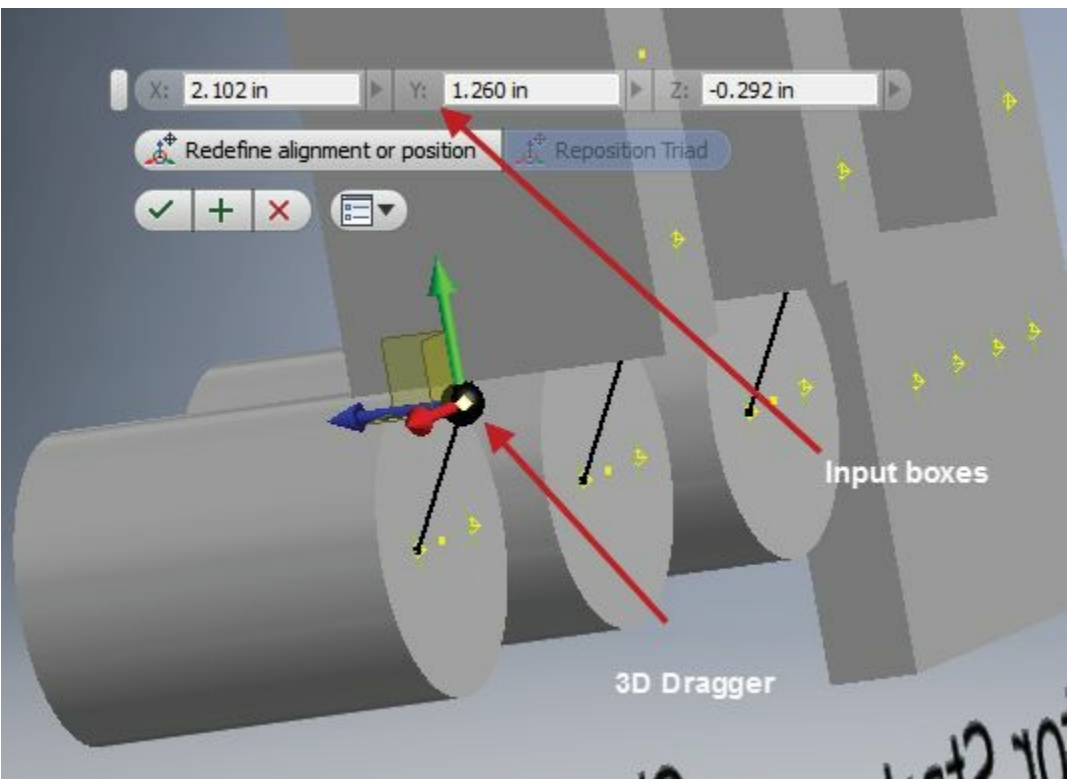 X: 2.102 in Y: 1.260 in Z: -0.292 in
Redefine alignment or position Reposition Triad
Input boxes
3D Dragger